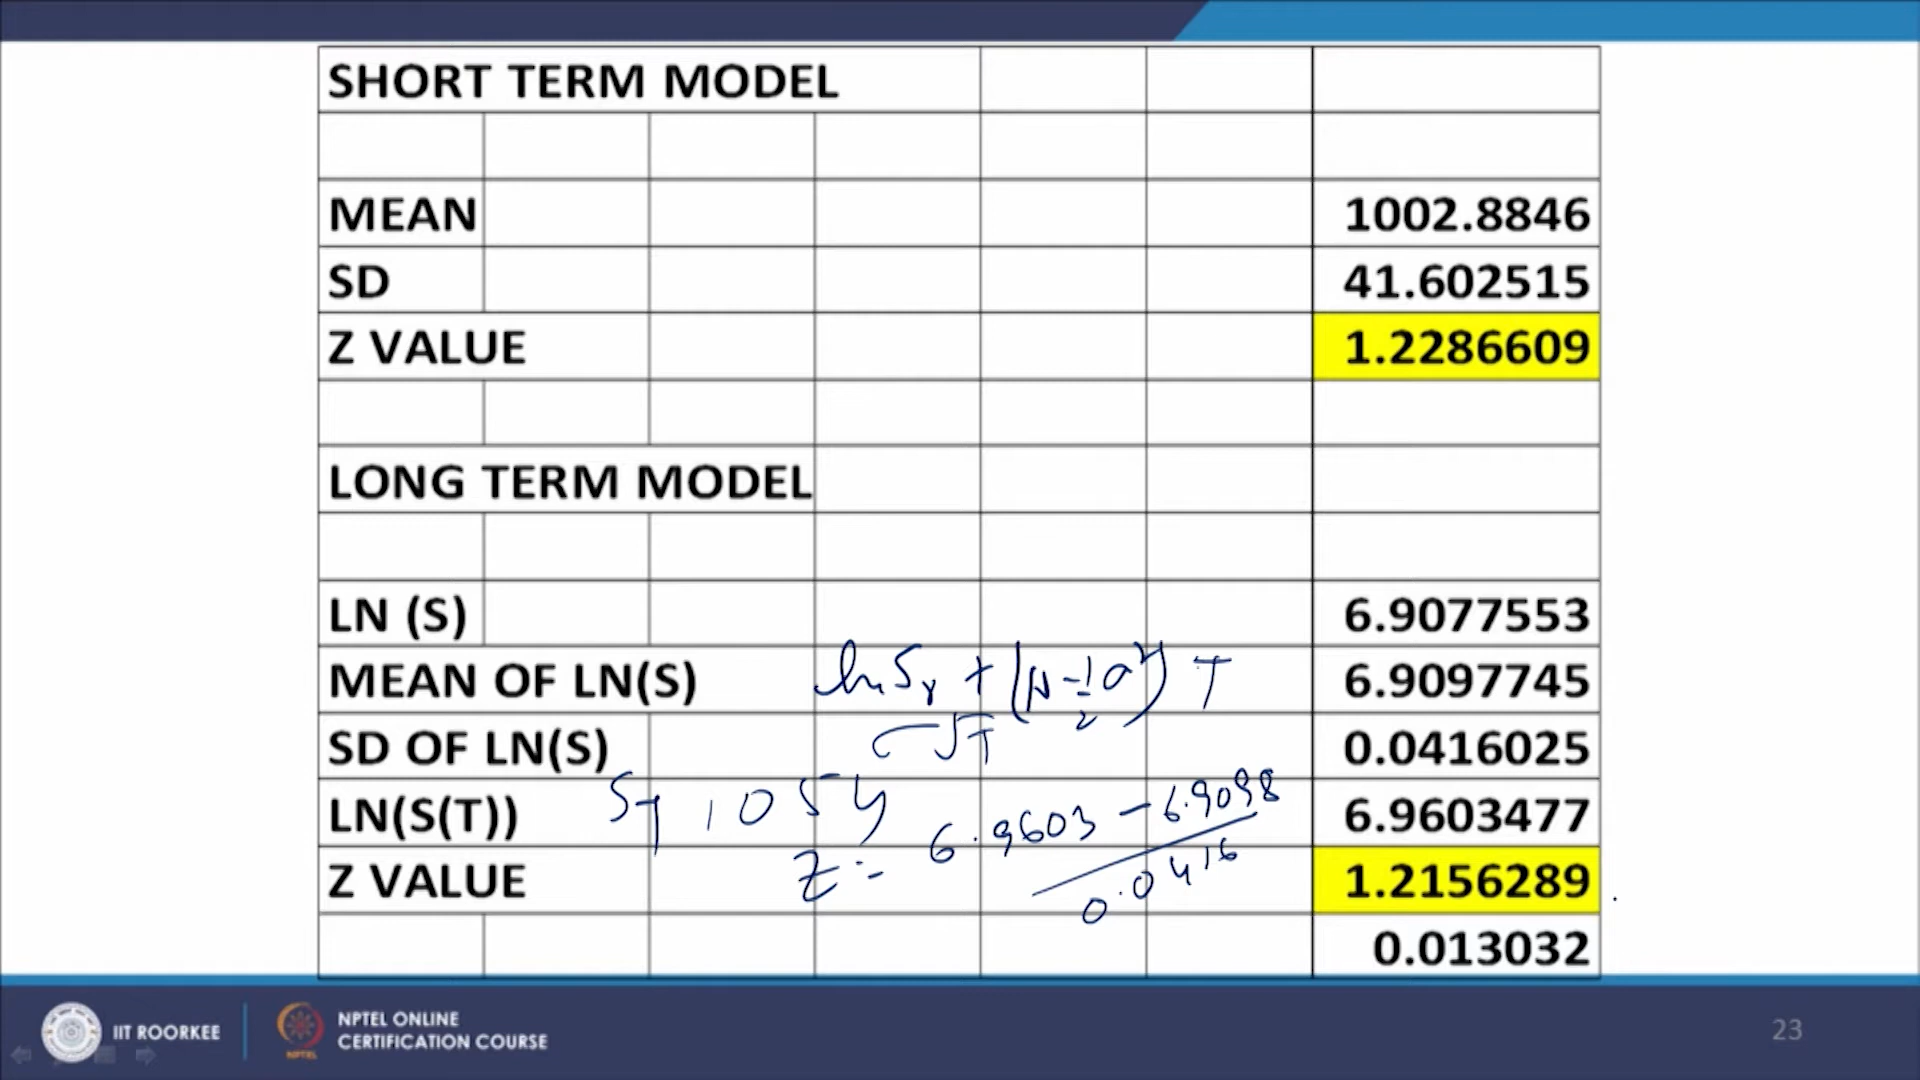 SHORT TERM MODEL
MEAN 1002.8846
SD 41.602515
Z VALUE 1.2286609
LONG TERM MODEL
LN (S) 6.9077553
MEAN OF LN(S) 6.9097745
SD OF LN(S) σ√T 0.0416025
LN(S(T)) 1054 6.9603477
Z VALUE Z = 6.9603 - 6.9098 / 0.0416 1.2156289
0.013032
IIT ROORKEE
NPTEL
NPTEL ONLINE
CERTIFICATION COURSE
23